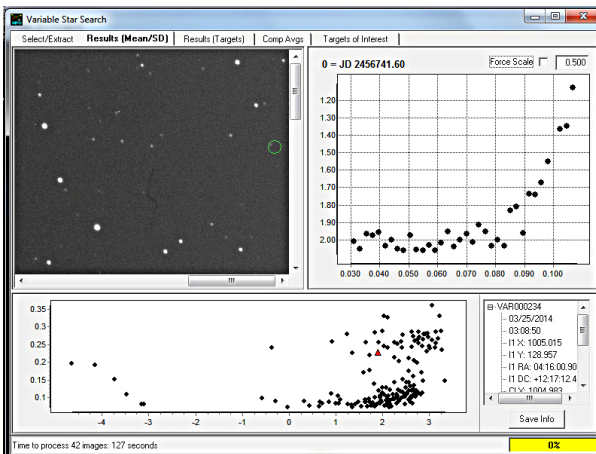 Variable Star Search
Select/Extract Results (Mean/SD) Results (Targets) Comp Avgs Targets of Interest
0 = JD 2456741.60 Force Scale 0.500
1.20
1.30
1.40
1.50
1.60
1.70
1.80
1.90
2.00
0.030 0.040 0.050 0.060 0.070 0.080 0.090 0.100
0.35
0.3
0.25
0.2
0.15
0.1
-4 -3 -2 -1 0 1 2 3
VAR000234
03/25/2014
03:08:50
I1 X: 1005.015
I1 Y: 128.957
I1 RA: 04:16:00.90
I1 DC: +12:17:12.4
CLX: 1004.983
Save Info
Time to process 42 images: 127 seconds 0%